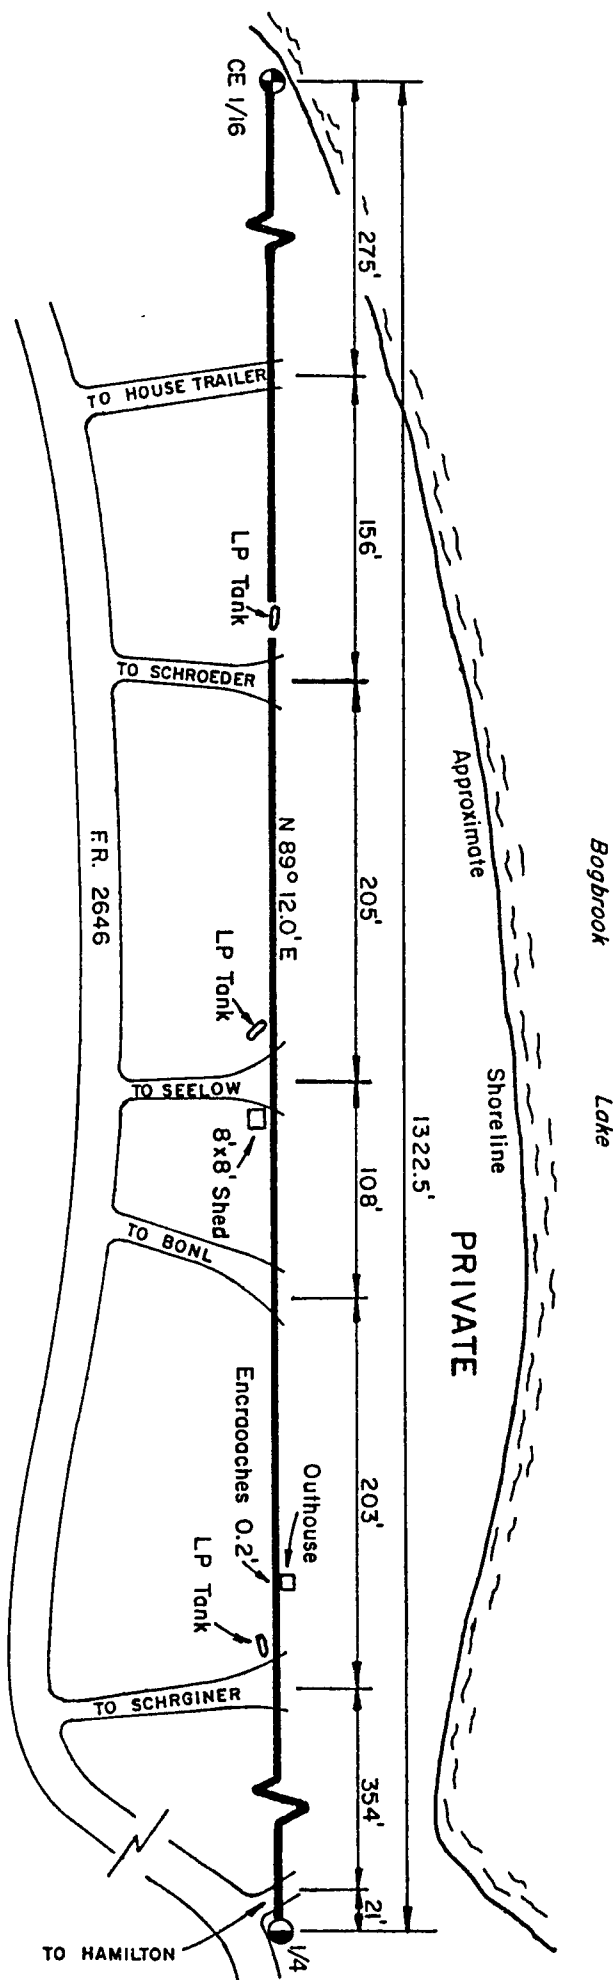 CE 1/16
275'
TO HOUSE TRAILER
156'
LP Tank
TO SCHROEDER
Approximate
Bogbrook
205'
N 89° 12.0' E
F.R. 2646
LP Tank
TO SEELOW
Shoreline
Lake
1322.5'
108'
8'x8' Shed
TO BONL
PRIVATE
203'
Encraoaches 0.2'
Outhouse
LP Tank
TO SCHRGINER
354'
21'
TO HAMILTON
1/4